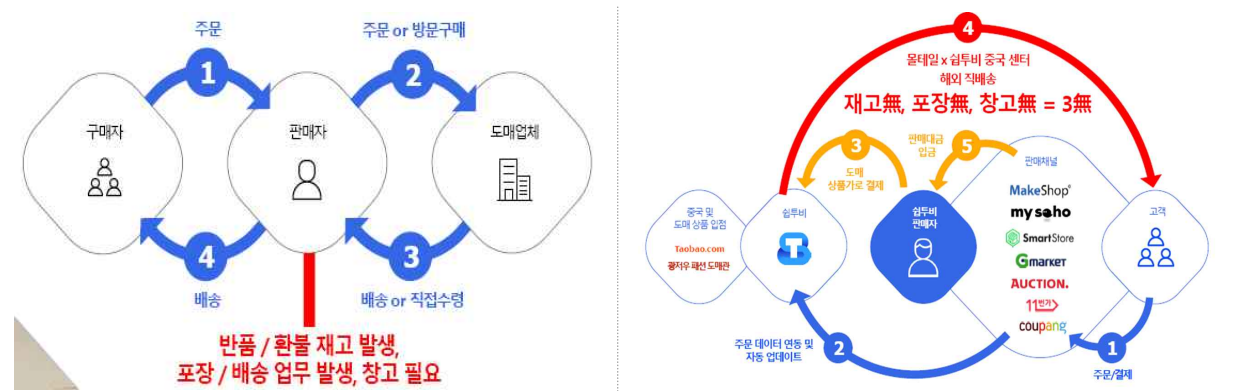 주문
1
주문 or 방문구매
2
구매자
판매자
도매업체
4
배송
3
배송 or 직접수령
반품 / 환불 재고 발생,
포장 / 배송 업무 발생, 창고 필요
4
몰테일 x 쉽투비 중국 센터
해외 직배송
재고無, 포장無, 창고無 = 3無
3
도매
상품가로 결제
판매대금
입금
5
중국 및
도매 상품 입점
Taobao.com
광저우 패션 도매관
쉽투비
쉽투비
판매자
판매채널
MakeShop
my soho
SmartStore
Gmarket
AUCTION.
11번가
coupang
고객
주문 데이터 연동 및
자동 업데이트
2
1
주문/결제